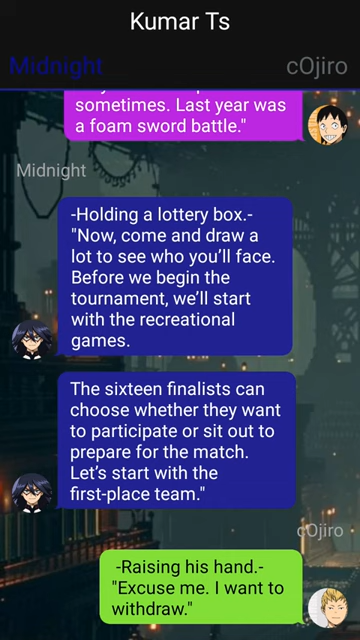 Kumar Ts
Midnight
cOjiro
sometimes. Last year was
a foam sword battle."
Midnight
-Holding a lottery box.-
"Now, come and draw a
lot to see who you’ll face.
Before we begin the
tournament, we’ll start
with the recreational
games.
The sixteen finalists can
choose whether they want
to participate or sit out to
prepare for the match.
Let’s start with the
first-place team."
cOjiro
-Raising his hand.-
"Excuse me. I want to
withdraw."